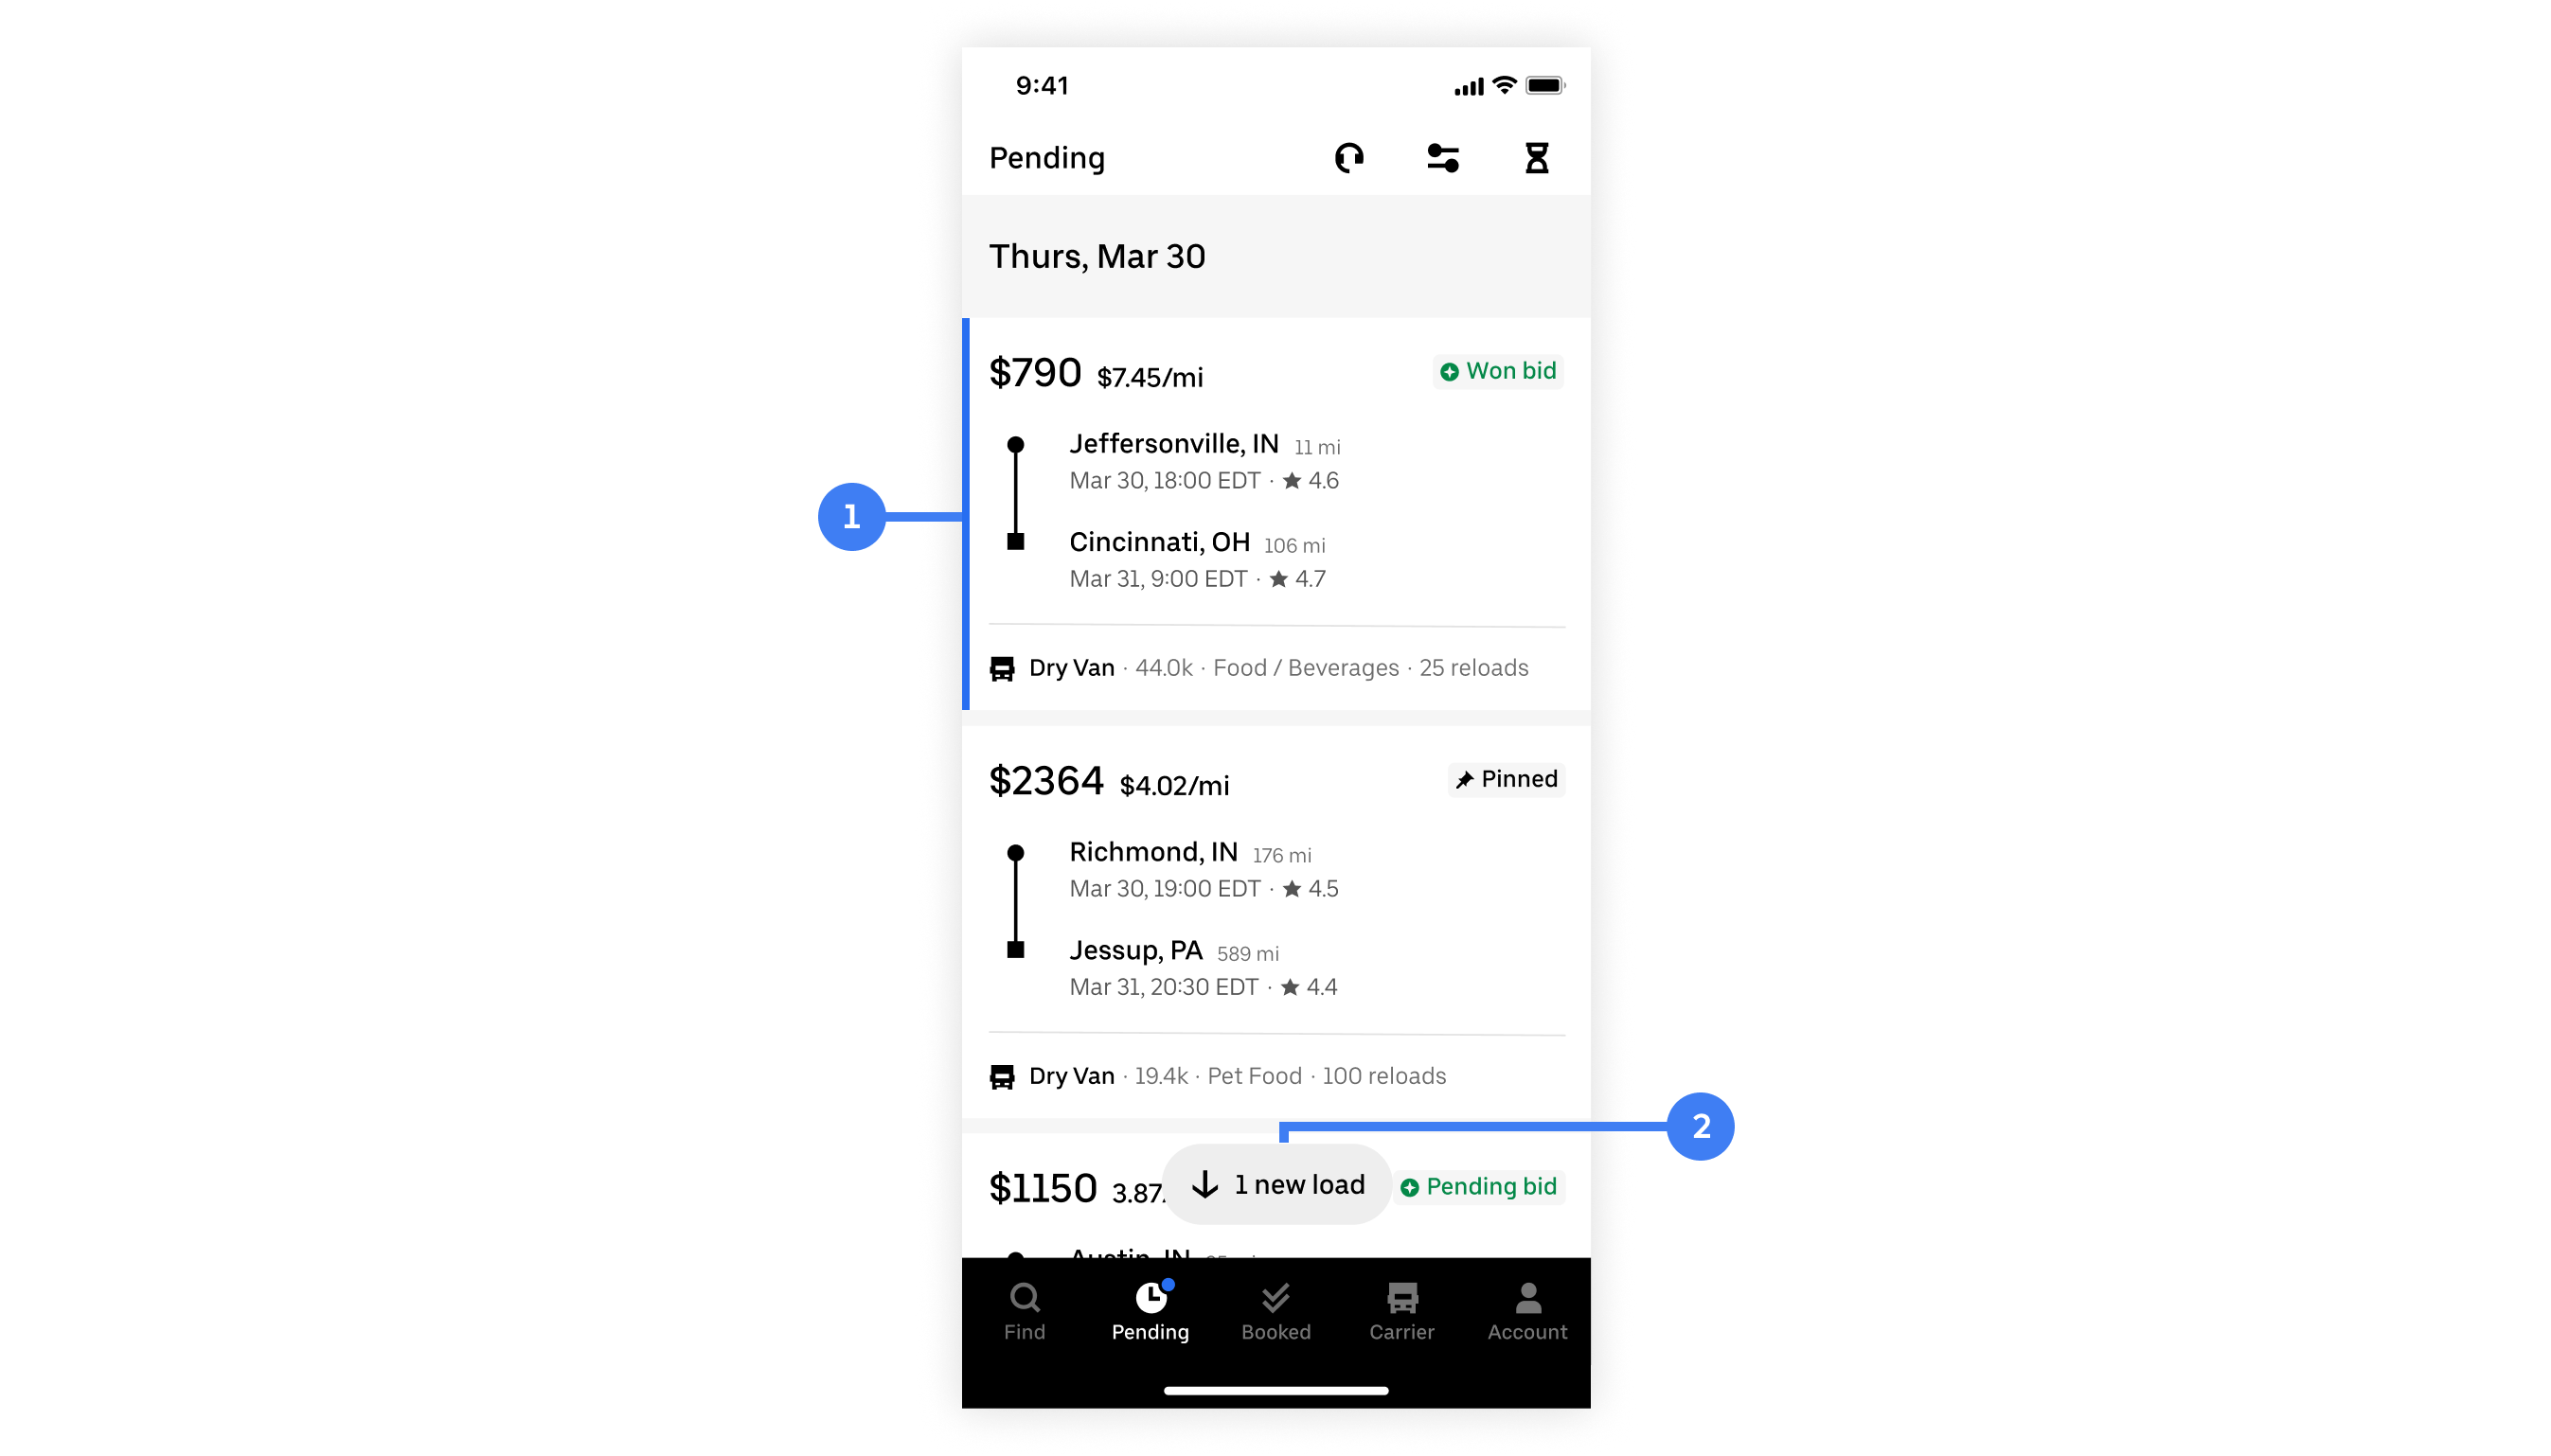 9:41
Pending
Thurs, Mar 30
$790 $7.45/mi Won bid
Jeffersonville, IN 11 mi
Mar 30, 18:00 EDT · ★ 4.6
1
Cincinnati, OH 106 mi
Mar 31, 9:00 EDT · ★ 4.7
Dry Van · 44.0k · Food / Beverages · 25 reloads
$2364 $4.02/mi Pinned
Richmond, IN 176 mi
Mar 30, 19:00 EDT · ★ 4.5
Jessup, PA 589 mi
Mar 31, 20:30 EDT · ★ 4.4
Dry Van · 19.4k · Pet Food · 100 reloads
2
$1150 3.87 1 new load Pending bid
Austin, IN
Find Pending Booked Carrier Account